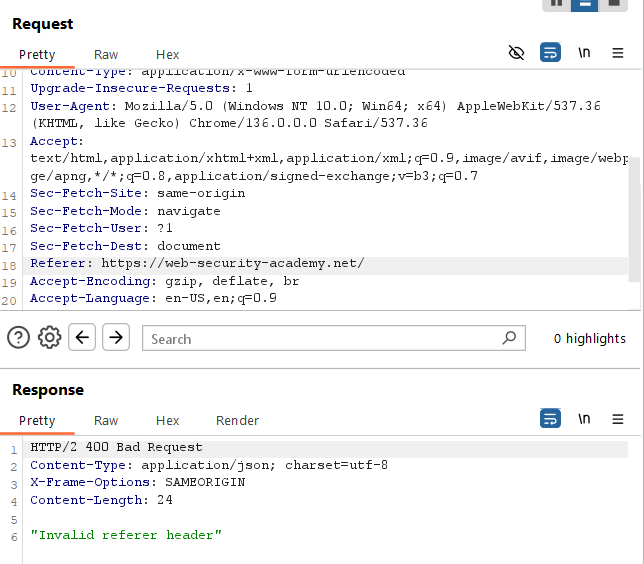 Request
Pretty Raw Hex \n
10 Content-Type: application/x-www-form-urlencoded
11 Upgrade-Insecure-Requests: 1
12 User-Agent: Mozilla/5.0 (Windows NT 10.0; Win64; x64) AppleWebKit/537.36
(KHTML, like Gecko) Chrome/136.0.0.0 Safari/537.36
13 Accept:
text/html,application/xhtml+xml,application/xml;q=0.9,image/avif,image/webp
ge/apng,*/*;q=0.8,application/signed-exchange;v=b3;q=0.7
14 Sec-Fetch-Site: same-origin
15 Sec-Fetch-Mode: navigate
16 Sec-Fetch-User: ?1
17 Sec-Fetch-Dest: document
18 Referer: https://web-security-academy.net/
19 Accept-Encoding: gzip, deflate, br
20 Accept-Language: en-US,en;q=0.9
? Search 0 highlights
Response
Pretty Raw Hex Render \n
1 HTTP/2 400 Bad Request
2 Content-Type: application/json; charset=utf-8
3 X-Frame-Options: SAMEORIGIN
4 Content-Length: 24
5
6 "Invalid referer header"